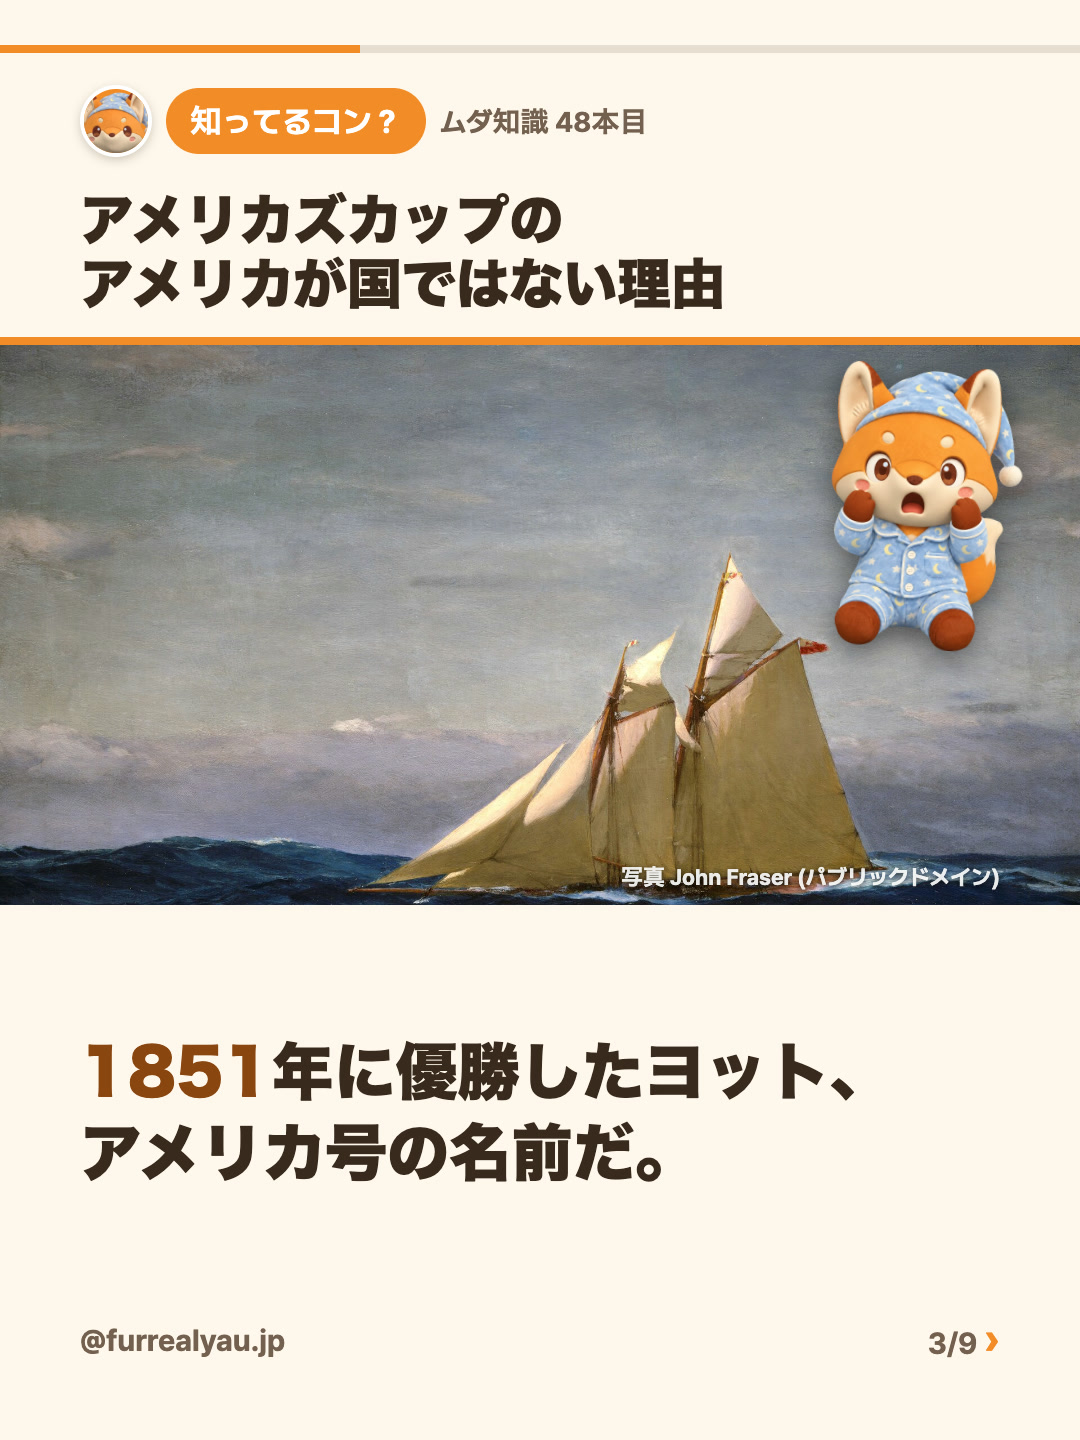 知ってるコン？
ムダ知識 48本目
アメリカズカップの
アメリカが国ではない理由
写真 John Fraser (パブリックドメイン)
1851年に優勝したヨット、
アメリカ号の名前だ。
@furrealyau.jp
3/9 ›